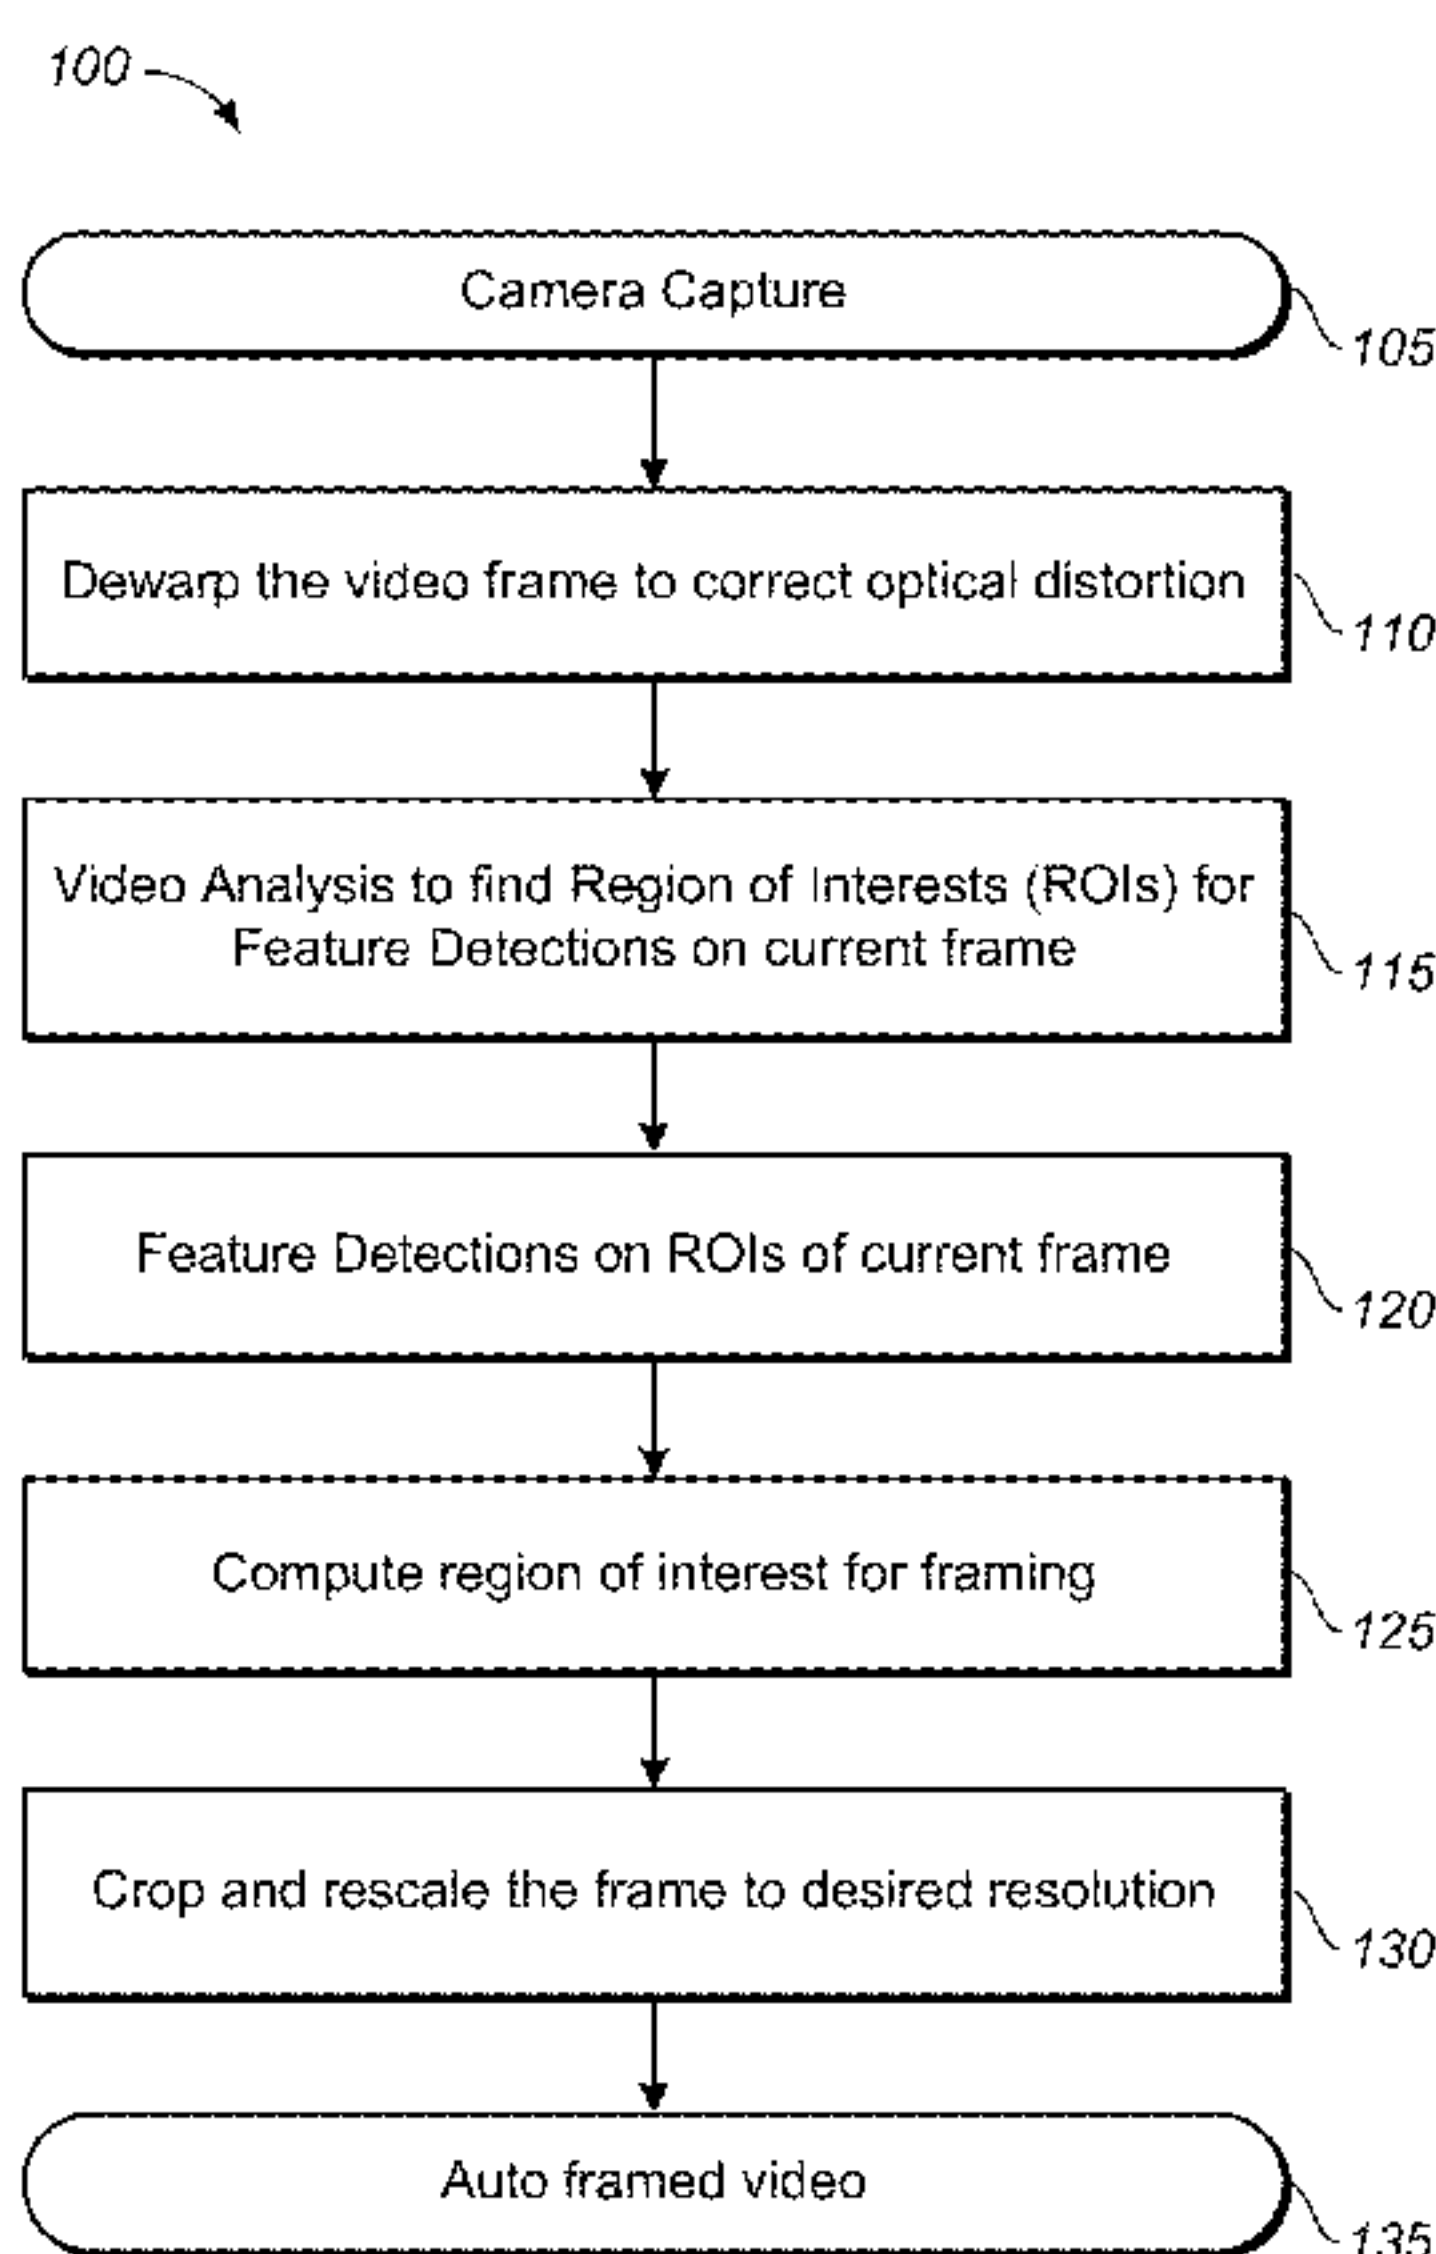 100
Camera Capture
105
Dewarp the video frame to correct optical distortion
110
Video Analysis to find Region of Interests (ROIs) for
Feature Detections on current frame
115
Feature Detections on ROIs of current frame
120
Compute region of interest for framing
125
Crop and rescale the frame to desired resolution
130
Auto framed video
135